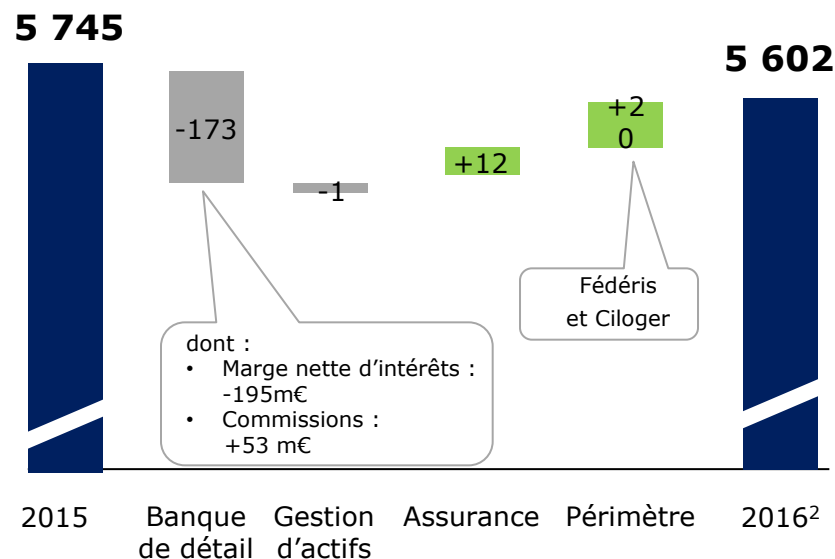 5 745
5 602
-173
-1
+12
+2
0
Fédéris
et Ciloger
dont :
• Marge nette d’intérêts :
-195m€
• Commissions :
+53 m€
2015
Banque
de détail
Gestion
d’actifs
Assurance
Périmètre
2016²